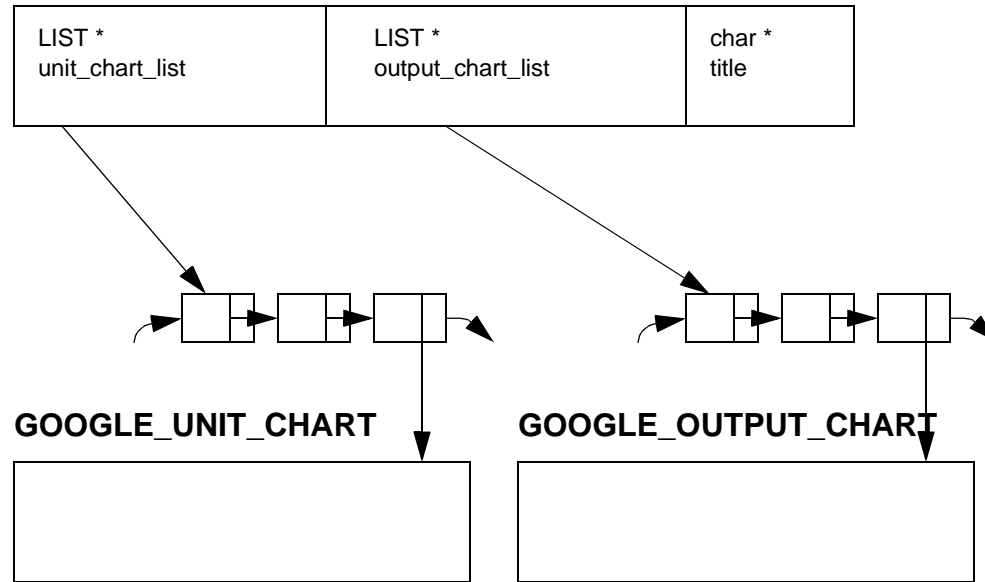 LIST *
unit_chart_list
LIST *
output_chart_list
char *
title
GOOGLE_UNIT_CHART
GOOGLE_OUTPUT_CHART